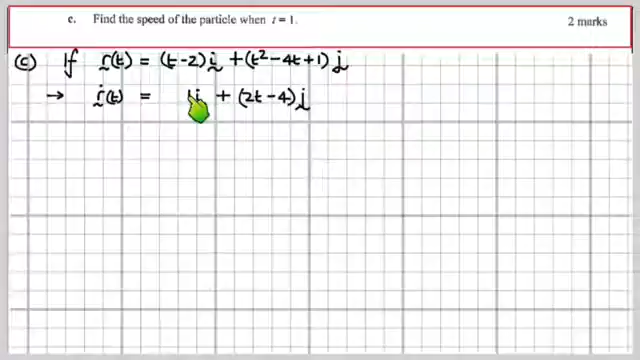 c. Find the speed of the particle when t = 1. 2 marks
(c) If r(t) = (t-2)i + (t²-4t+1)j
→ ṙ(t) = 1i + (2t-4)j